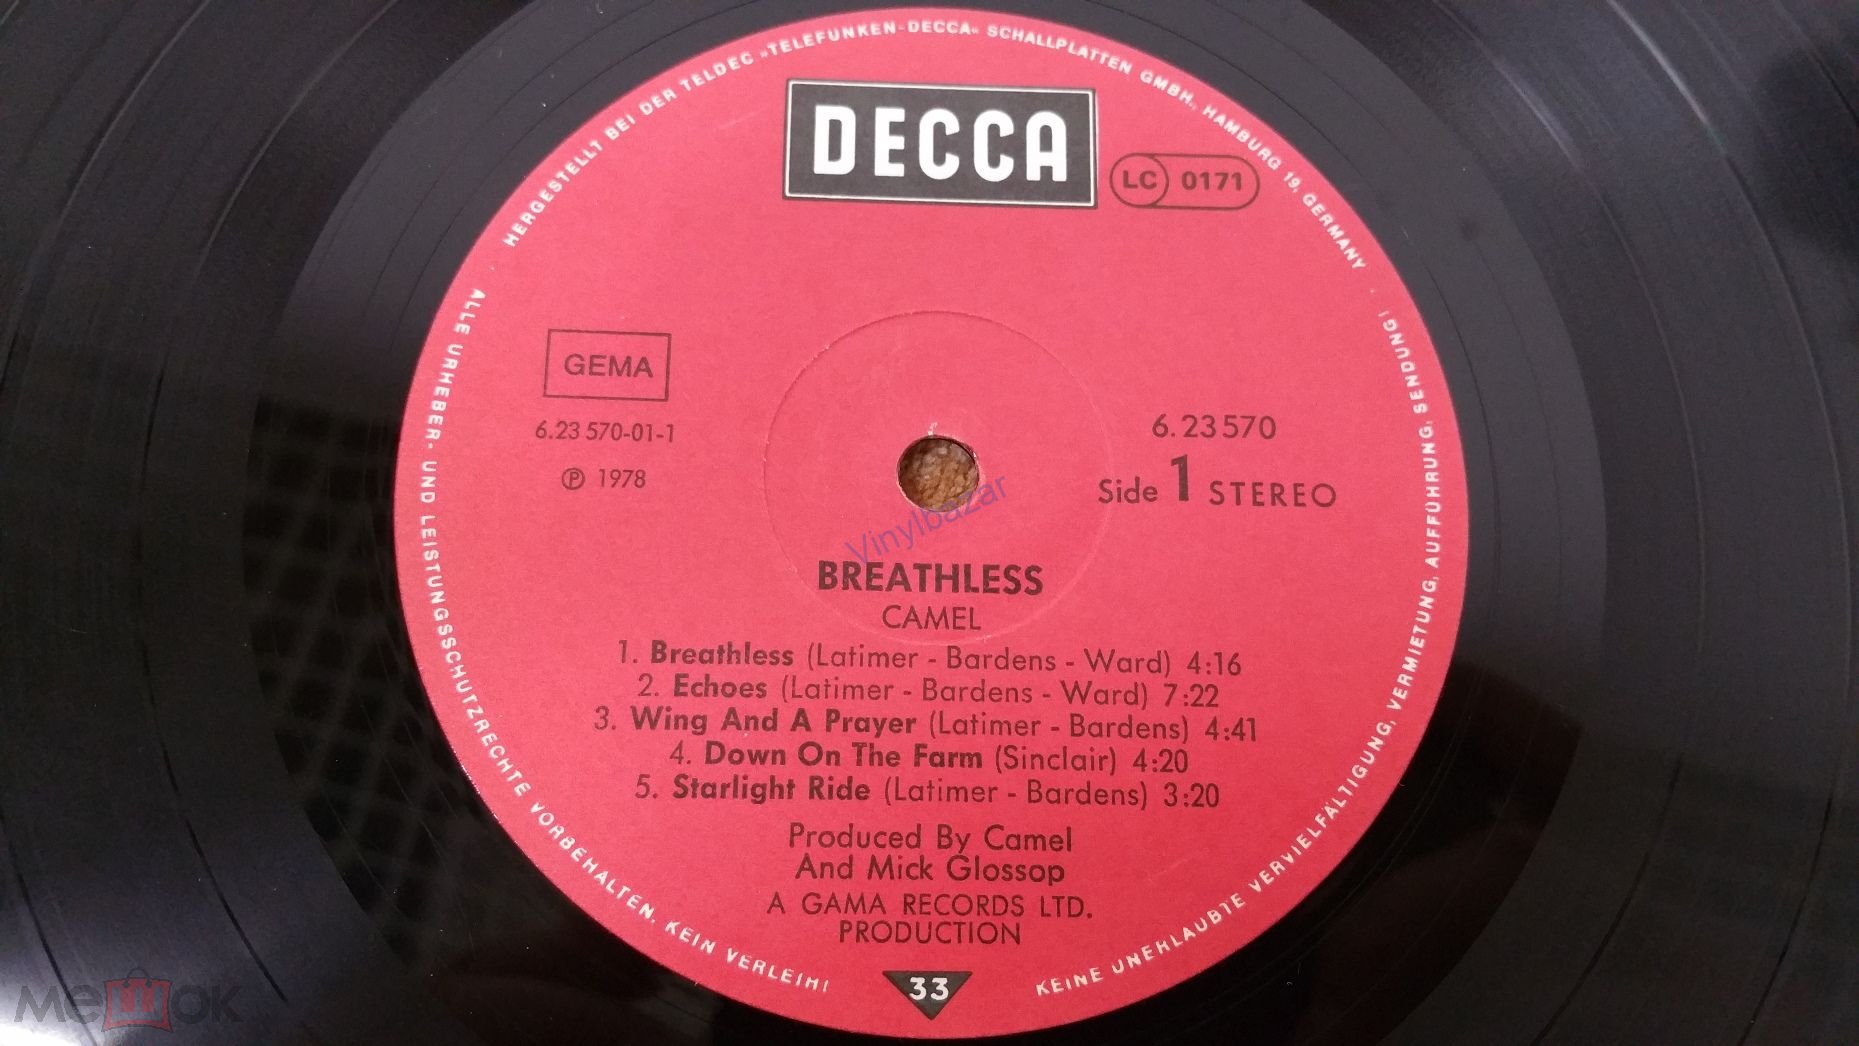 HERGESTELLT BEI DER TELDEC »TELEFUNKEN-DECCA« SCHALLPLATTEN GMBH., HAMBURG 19, GERMANY
DECCA
LC 0171
GEMA
6.23 570-01-1
℗ 1978
6.23570
Side 1 STEREO
Vinylbazar
BREATHLESS
CAMEL
1. Breathless (Latimer - Bardens - Ward) 4:16
2. Echoes (Latimer - Bardens - Ward) 7:22
3. Wing And A Prayer (Latimer - Bardens) 4:41
4. Down On The Farm (Sinclair) 4:20
5. Starlight Ride (Latimer - Bardens) 3:20
Produced By Camel
And Mick Glossop
A GAMA RECORDS LTD.
PRODUCTION
33
ALLE URHEBER- UND LEISTUNGSSCHUTZRECHTE VORBEHALTEN. KEIN VERLEIH!
KEINE UNERLAUBTE VERVIELFÄLTIGUNG, VERMIETUNG, AUFFÜHRUNG, SENDUNG!
мешок